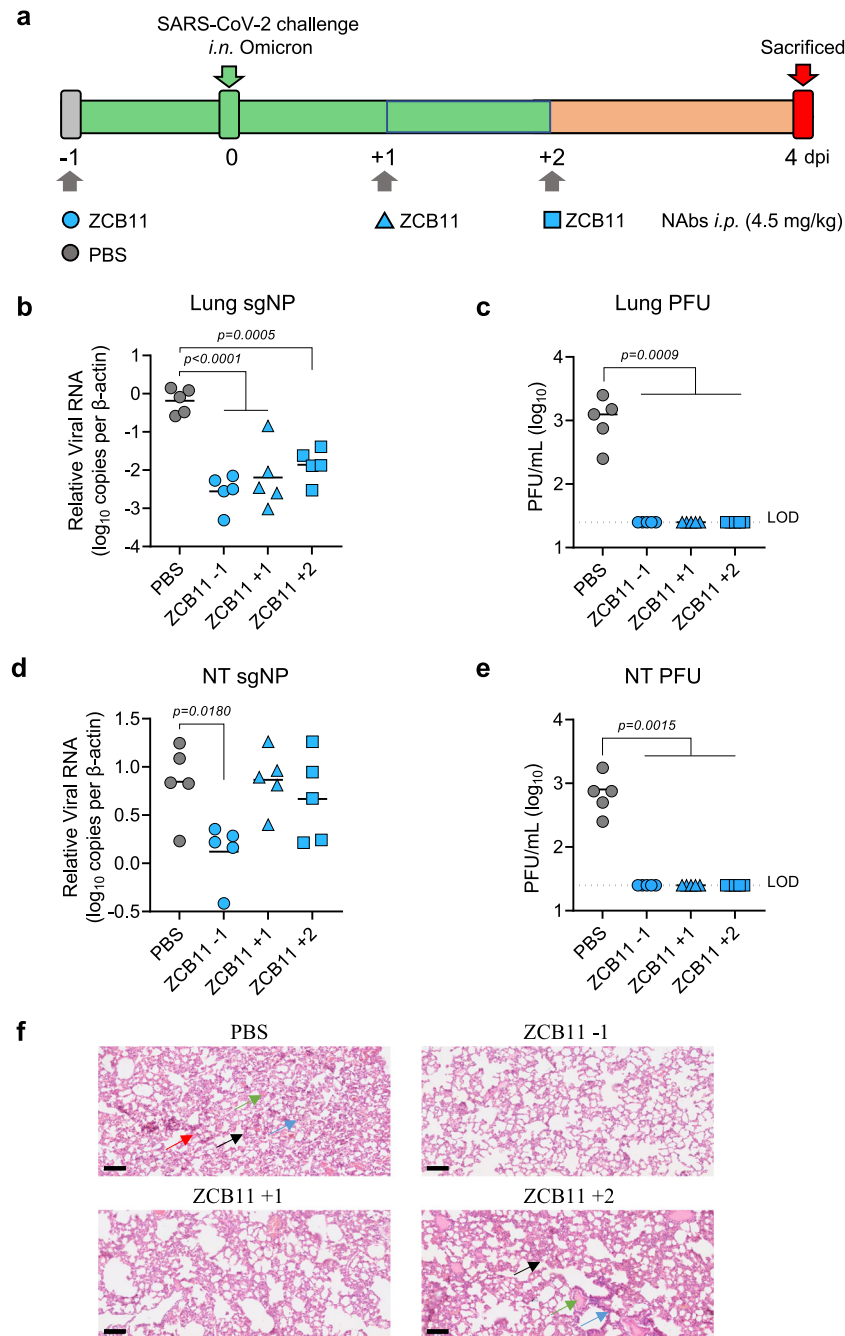 a
SARS-CoV-2 challenge
i.n. Omicron
Sacrificed
-1 0 +1 +2 4 dpi
ZCB11 ZCB11 ZCB11 NAbs i.p. (4.5 mg/kg)
PBS
b
Lung sgNP
p=0.0005
p<0.0001
Relative Viral RNA
(log10 copies per β-actin)
1
0
-1
-2
-3
-4
PBS
ZCB11 -1
ZCB11 +1
ZCB11 +2
c
Lung PFU
p=0.0009
PFU/mL (log10)
4
3
2
1
LOD
PBS
ZCB11 -1
ZCB11 +1
ZCB11 +2
d
NT sgNP
p=0.0180
Relative Viral RNA
(log10 copies per β-actin)
1.5
1.0
0.5
0.0
-0.5
PBS
ZCB11 -1
ZCB11 +1
ZCB11 +2
e
NT PFU
p=0.0015
PFU/mL (log10)
4
3
2
1
LOD
PBS
ZCB11 -1
ZCB11 +1
ZCB11 +2
f
PBS
ZCB11 -1
ZCB11 +1
ZCB11 +2